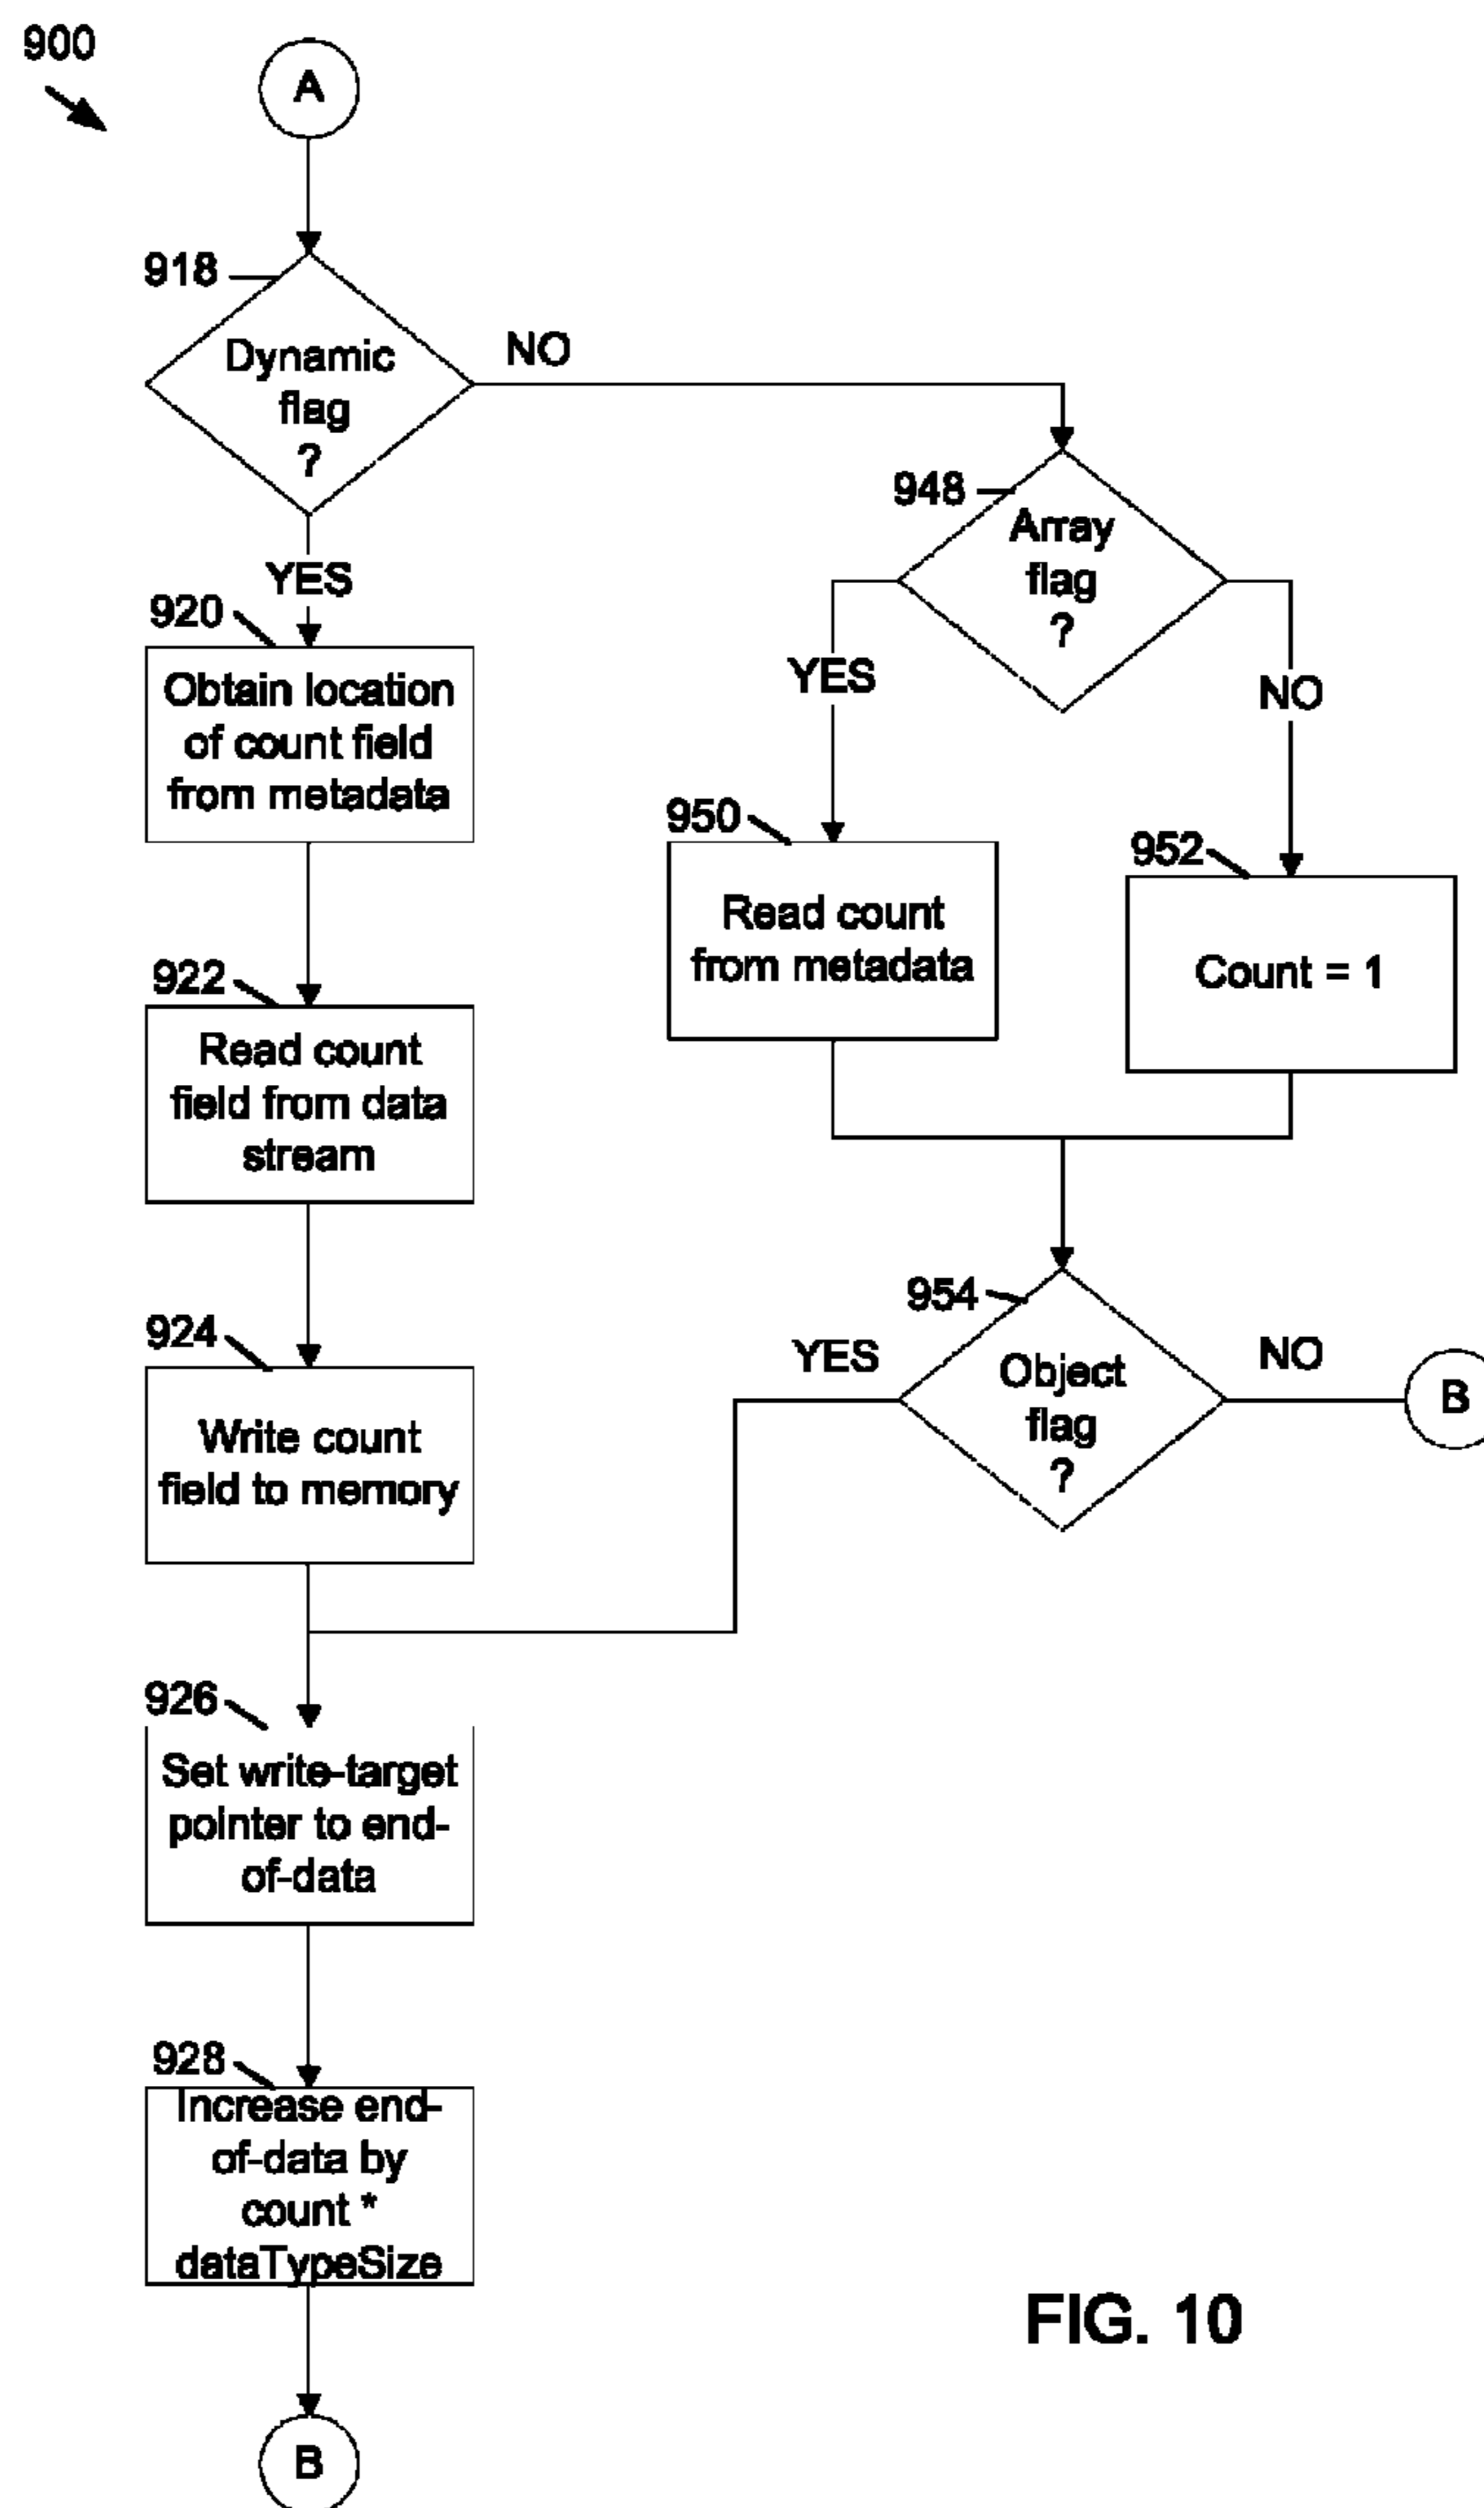 900
A
918
Dynamic
flag
?
NO
YES
948
Array
flag
?
YES
NO
920
Obtain location
of count field
from metadata
950
Read count
from metadata
952
Count = 1
922
Read count
field from data
stream
924
Write count
field to memory
954
Object
flag
?
YES
NO
B
926
Set write-target
pointer to end-
of-data
928
Increase end-
of-data by
count *
dataTypeSize
B
FIG. 10